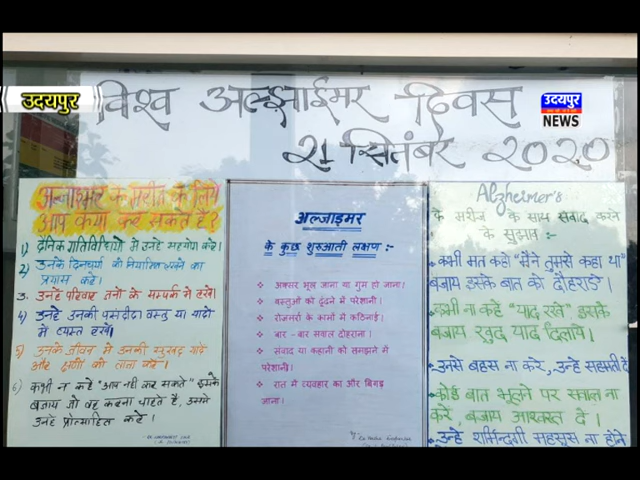 उदयपुर
उदयपुर
NEWS
विश्व अल्झाईमर दिवस
21 सितंबर 2020
अल्जाइमर के मरीज के लिये
आप क्या कर सकते है?
1) दैनिक गतिविधियों में उन्हें सहयोग करें।
2) उनके दिनचर्या को नियमित रखने का
प्रयास करें।
3. उन्हें परिवार जनों के सम्पर्क में रखें।
4) उन्हें उनकी पसंदीदा वस्तु या यादों
में व्यस्त रखें।
5) उनके जीवन में उनकी सुखद यादें
और क्षणों को ताजा करें।
6) कभी न कहें "आप नहीं कर सकते" इसके
बजाय जो वह करना चाहते है, उसमें
उन्हें प्रोत्साहित करें।
अल्जाइमर
के कुछ शुरुआती लक्षण :-
अक्सर भूल जाना या गुम हो जाना।
वस्तुओं को ढूंढने में परेशानी।
रोजमर्रा के कामों में कठिनाई।
बार - बार सवाल दोहराना।
संवाद या कहानी को समझने में
परेशानी।
रात में व्यवहार का और बिगड़
जाना।
Alzheimer's
के मरीज के साथ संवाद करने
के सुझाव :-
कभी मत कहो "मैंने तुमसे कहा था"
बजाय इसके बात को दोहराडे।
कभी ना कहे "याद रखे" इसके
बजाय खुद याद दिलाये।
उनसे बहस ना करे, उन्हे सहमती दे
कोई बात भूलने पर सवाल ना
करे, बजाय आश्वस्त दे।
उन्हे शर्मिन्दगी महसूस ना होने